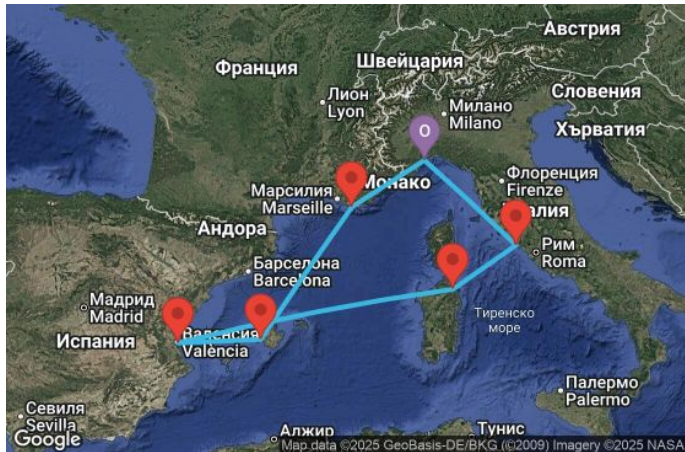 Австрия
Швейцария
Франция
Словения
Лион
Lyon
Милано
Milano
Хърватия
O
Монако
Флоренция
Firenze
Марсилия
Marseille
Андора
Рим
Roma
Барселона
Barcelona
Мадрид
Madrid
Тиренско
море
Валенсия
València
Испания
Палермо
Palermo
Севиля
Sevilla
Алжир
Тунис
Google
Map data ©2025 GeoBasis-DE/BKG (©2009) Imagery ©2025 NASA